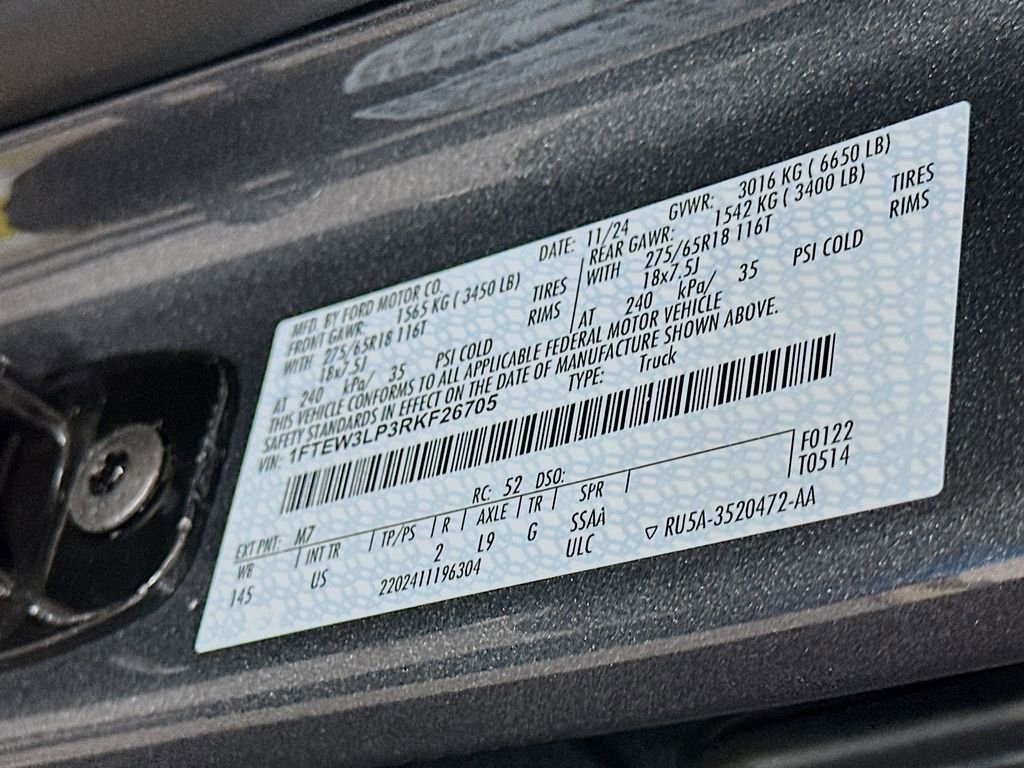 MFD. BY FORD MOTOR CO.
DATE: 11/24 GVWR: 3016 KG ( 6650 LB)
FRONT GAWR: 1565 KG ( 3450 LB) REAR GAWR: 1542 KG ( 3400 LB)
WITH 275/65R18 116T TIRES WITH 275/65R18 116T TIRES
18x7.5J RIMS 18x7.5J RIMS
AT 240 kPa/ 35 PSI COLD AT 240 kPa/ 35 PSI COLD
THIS VEHICLE CONFORMS TO ALL APPLICABLE FEDERAL MOTOR VEHICLE
SAFETY STANDARDS IN EFFECT ON THE DATE OF MANUFACTURE SHOWN ABOVE.
VIN: 1FTEW3LP3RKF26705 TYPE: Truck
F0122
EXT PNT: M7 RC: 52 DSO: T0514
WB INT TR TP/PS R AXLE TR SPR
145 US 2 L9 G SSAA
2202411196304 ULC ▽ RU5A-3520472-AA